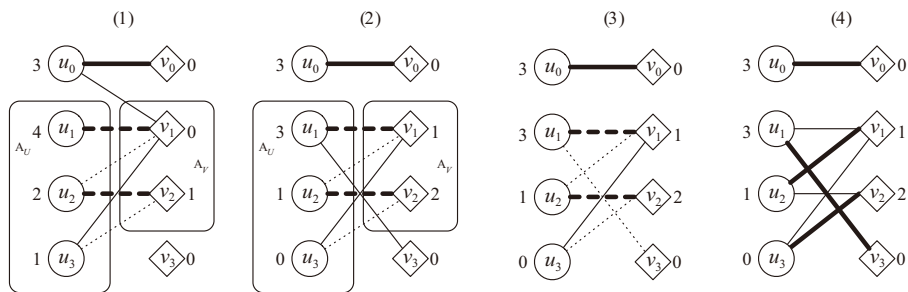 (1) (2) (3) (4)
3 u0 v0 0 3 u0 v0 0 3 u0 v0 0 3 u0 v0 0
4 u1 v1 0 3 u1 v1 1 3 u1 v1 1 3 u1 v1 1
AU AV AU AV
2 u2 v2 1 1 u2 v2 2 1 u2 v2 2 1 u2 v2 2
1 u3 v3 0 0 u3 v3 0 0 u3 v3 0 0 u3 v3 0